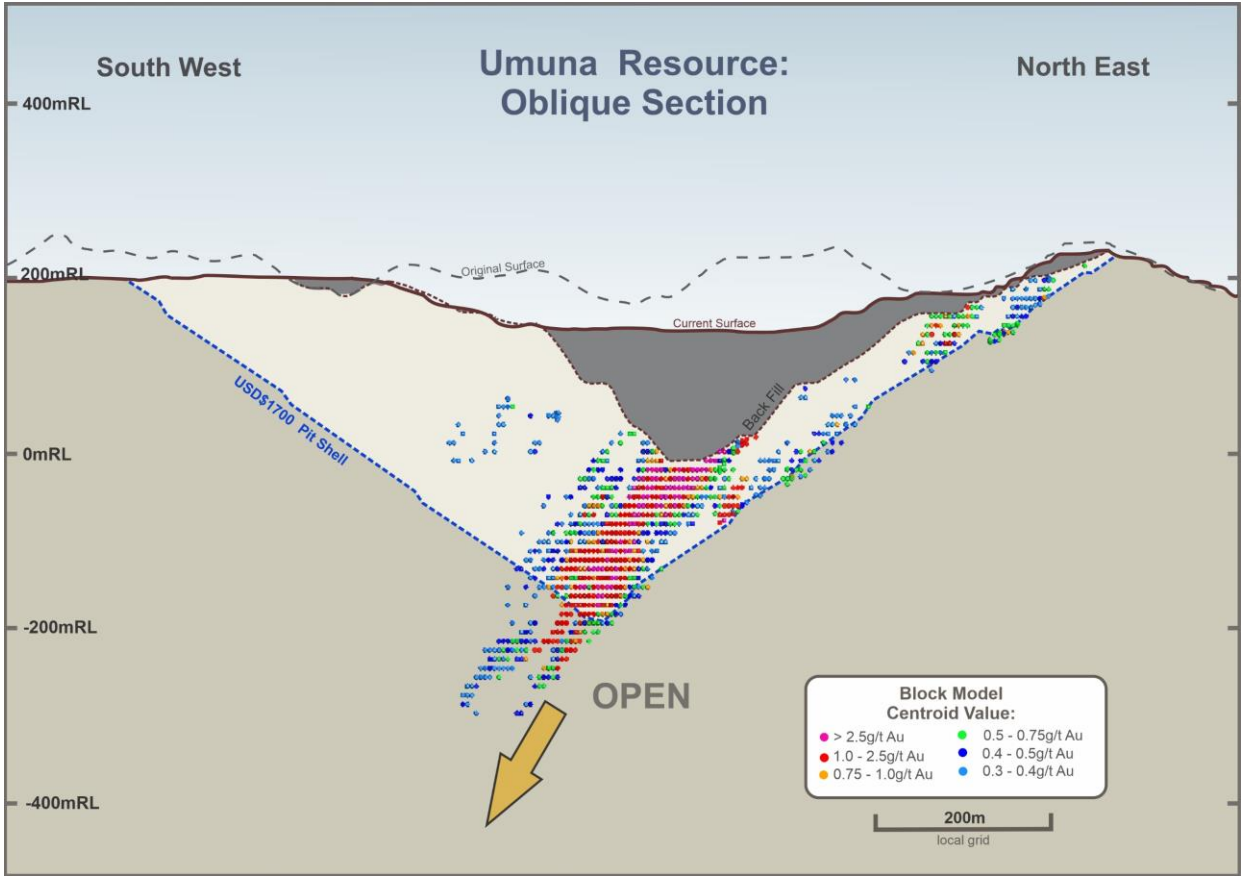 South West
Umuna Resource:
Oblique Section
North East
400mRL
Original Surface
200mRL
Current Surface
USD$1700 Pit Shell
Back Fill
0mRL
-200mRL
OPEN
Block Model
Centroid Value:
> 2.5g/t Au
0.5 - 0.75g/t Au
1.0 - 2.5g/t Au
0.4 - 0.5g/t Au
0.75 - 1.0g/t Au
0.3 - 0.4g/t Au
-400mRL
200m
local grid